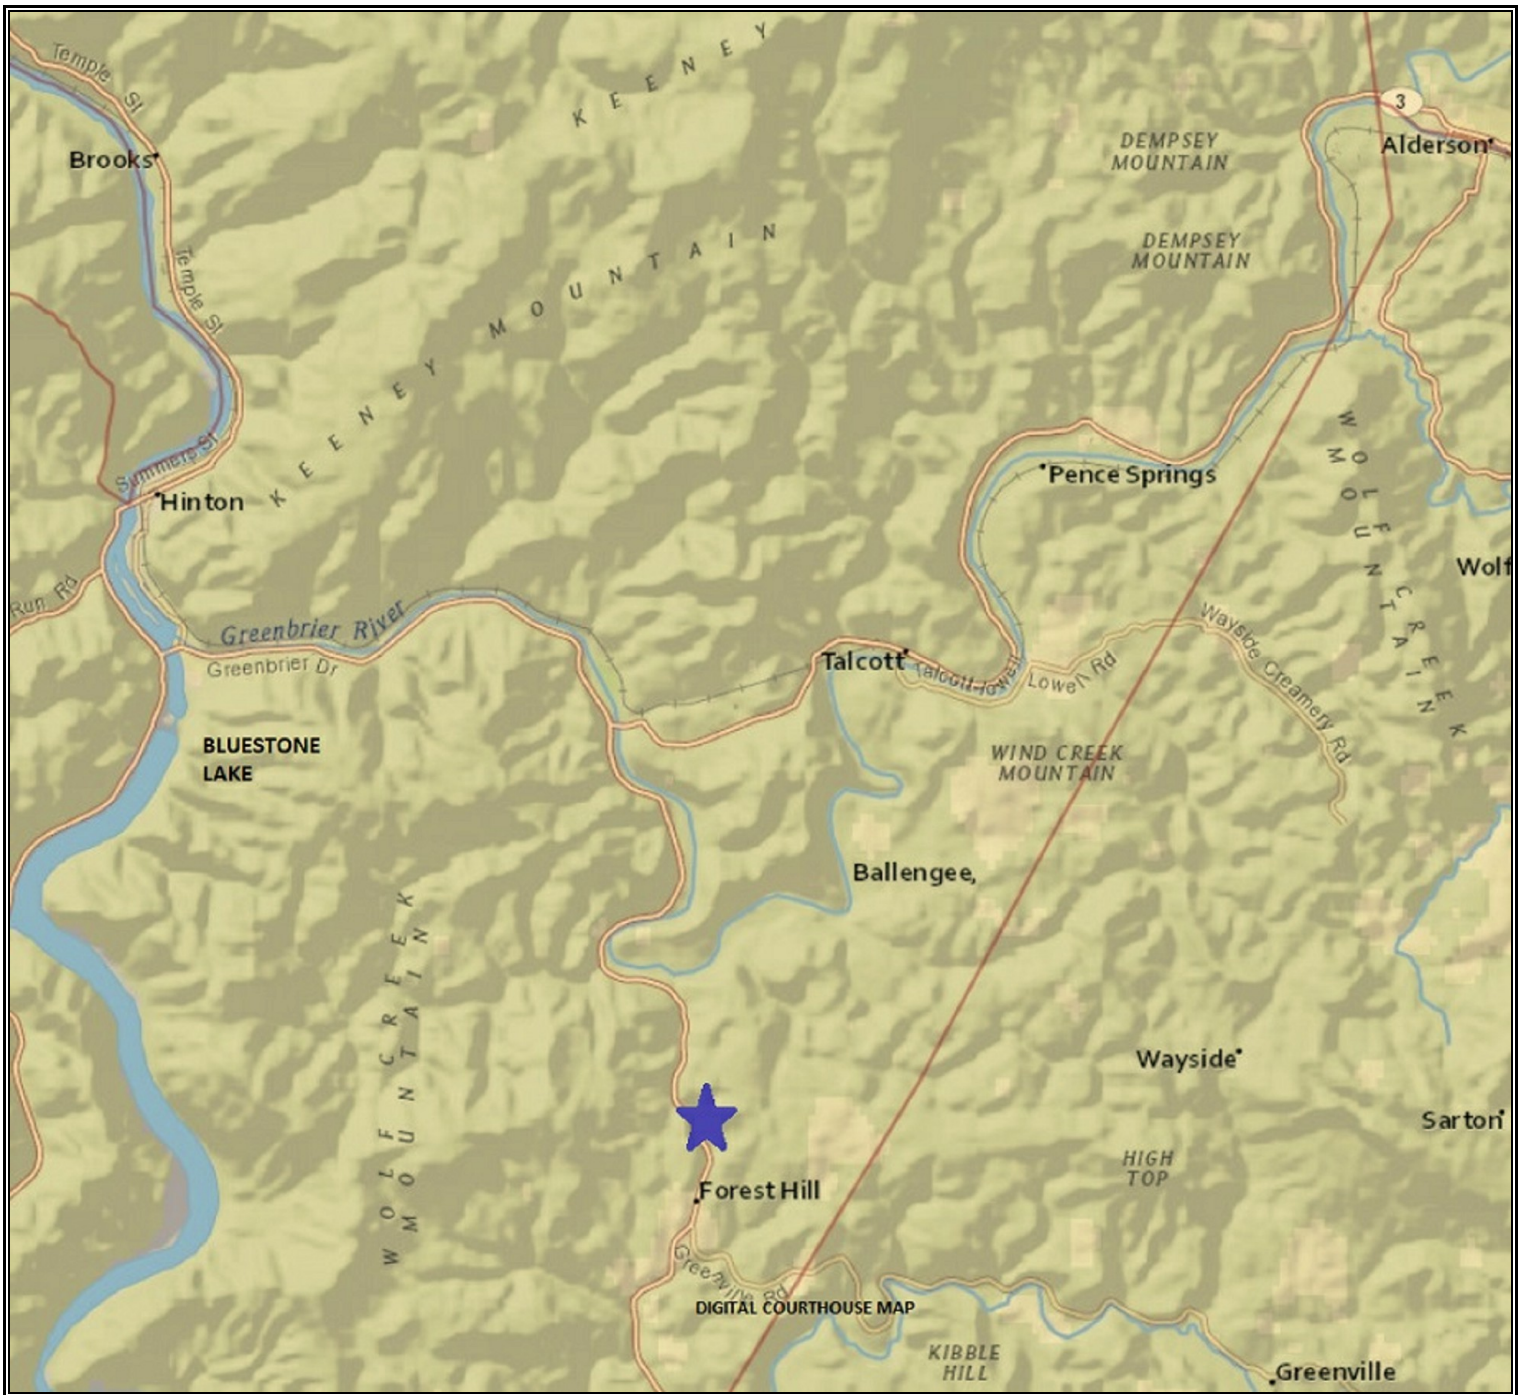 KEENEY
Temple St
3
Brooks
DEMPSEY
MOUNTAIN
Alderson
MOUNTAIN
DEMPSEY
MOUNTAIN
Temple St
KEENEY
Summers St
Hinton
Pence Springs
WOLF CREEK
MOUNTAIN
Wolf
Run Rd
Greenbrier River
Greenbrier Dr
Talcott
Talcott-lowell
Lowell Rd
Wayside Creamery Rd
BLUESTONE
LAKE
WIND CREEK
MOUNTAIN
Ballengee,
WOLF CREEK
MOUNTAIN
Wayside
Sarton
HIGH
TOP
Forest Hill
Greenville Rd
DIGITAL COURTHOUSE MAP
KIBBLE
HILL
Greenville